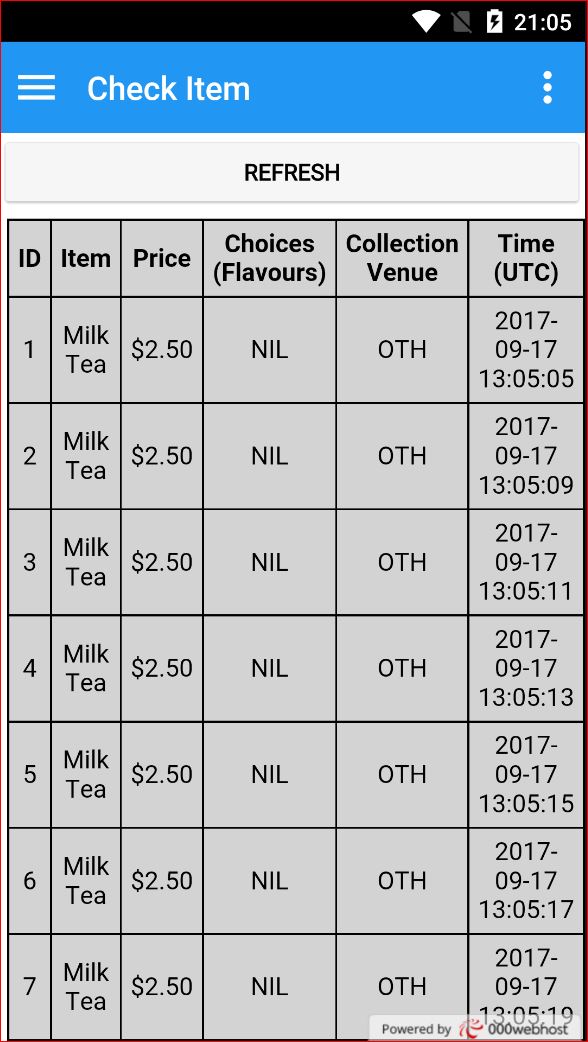 21:05
Check Item
REFRESH
ID Item Price Choices (Flavours) Collection Venue Time (UTC)
1 Milk Tea $2.50 NIL OTH 2017-09-17 13:05:05
2 Milk Tea $2.50 NIL OTH 2017-09-17 13:05:09
3 Milk Tea $2.50 NIL OTH 2017-09-17 13:05:11
4 Milk Tea $2.50 NIL OTH 2017-09-17 13:05:13
5 Milk Tea $2.50 NIL OTH 2017-09-17 13:05:15
6 Milk Tea $2.50 NIL OTH 2017-09-17 13:05:17
7 Milk Tea $2.50 NIL OTH 2017-09-17 13:05:19
Powered by 000webhost